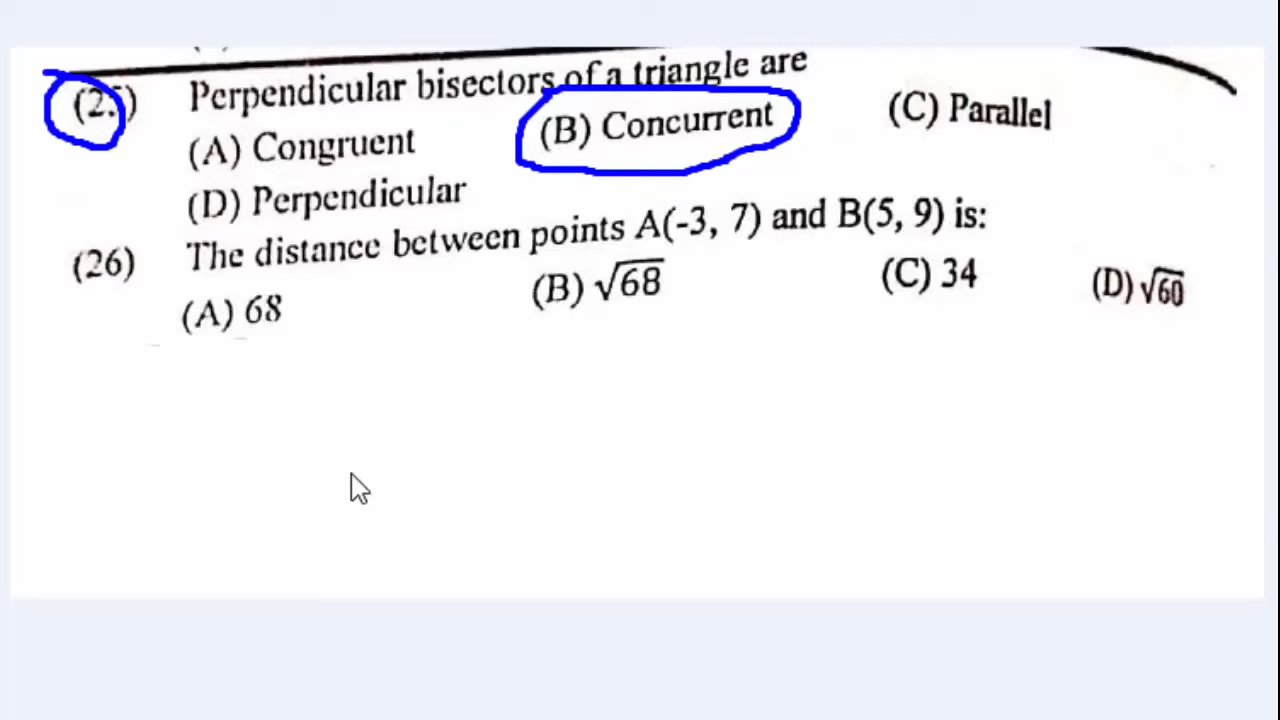 (25) Perpendicular bisectors of a triangle are
(A) Congruent (B) Concurrent (C) Parallel
(D) Perpendicular
(26) The distance between points A(-3, 7) and B(5, 9) is:
(A) 68 (B) √68 (C) 34 (D) √60